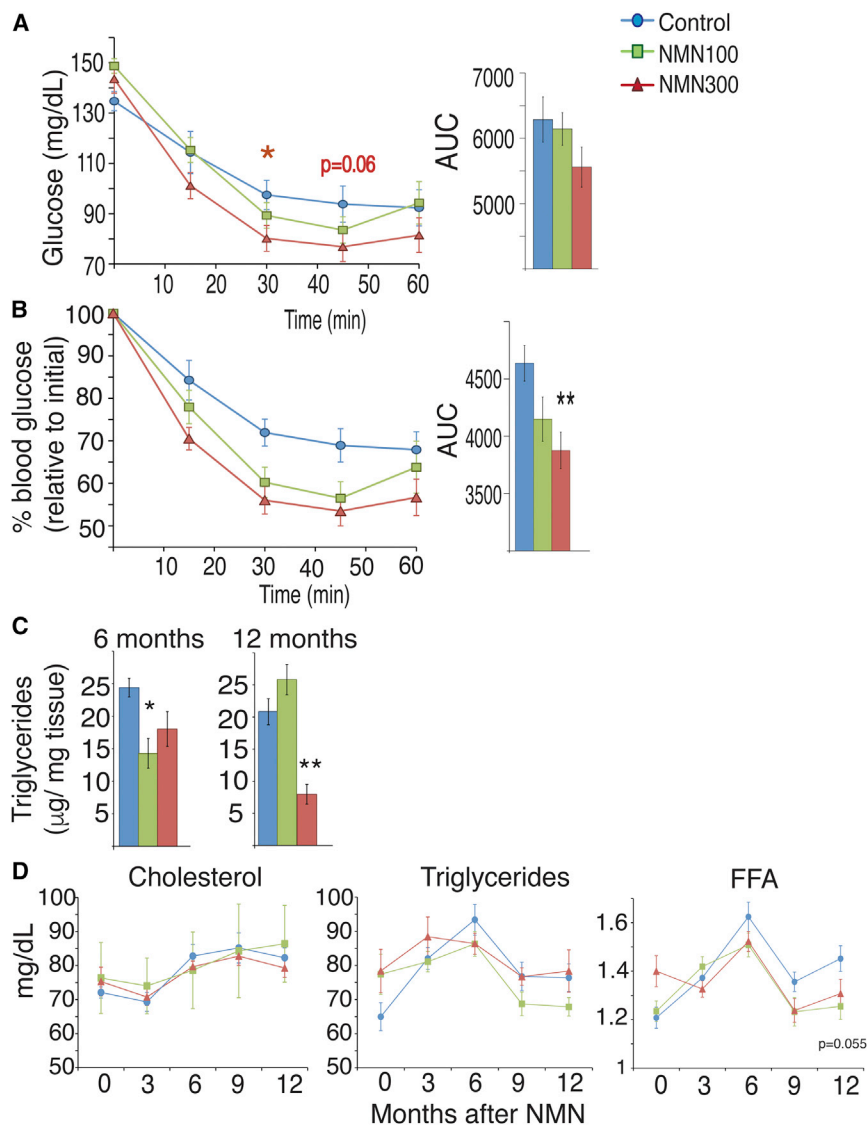 A
Control
NMN100
NMN300
Glucose (mg/dL)
150
130
110
90
70
10 20 30 40 50 60
Time (min)
*
p=0.06
AUC
7000
6000
5000
B
% blood glucose
(relative to initial)
100
90
80
70
60
50
10 20 30 40 50 60
Time (min)
AUC
4500
4000
3500
**
C
6 months
12 months
Triglycerides
(μg/ mg tissue)
25
20
15
10
5
*
25
20
15
10
5
**
D
Cholesterol
Triglycerides
FFA
mg/dL
100
90
80
70
60
50
0 3 6 9 12
100
90
80
70
60
50
0 3 6 9 12
1.6
1.4
1.2
1
p=0.055
0 3 6 9 12
Months after NMN